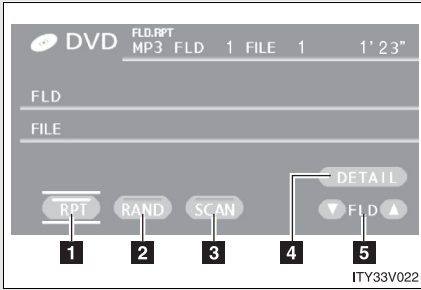 DVD FLD.RPT
MP3 FLD 1 FILE 1 1'23"
FLD
FILE
DETAIL
RPT RAND SCAN ▼ FLD ▲
1 2 3 4 5
ITY33V022